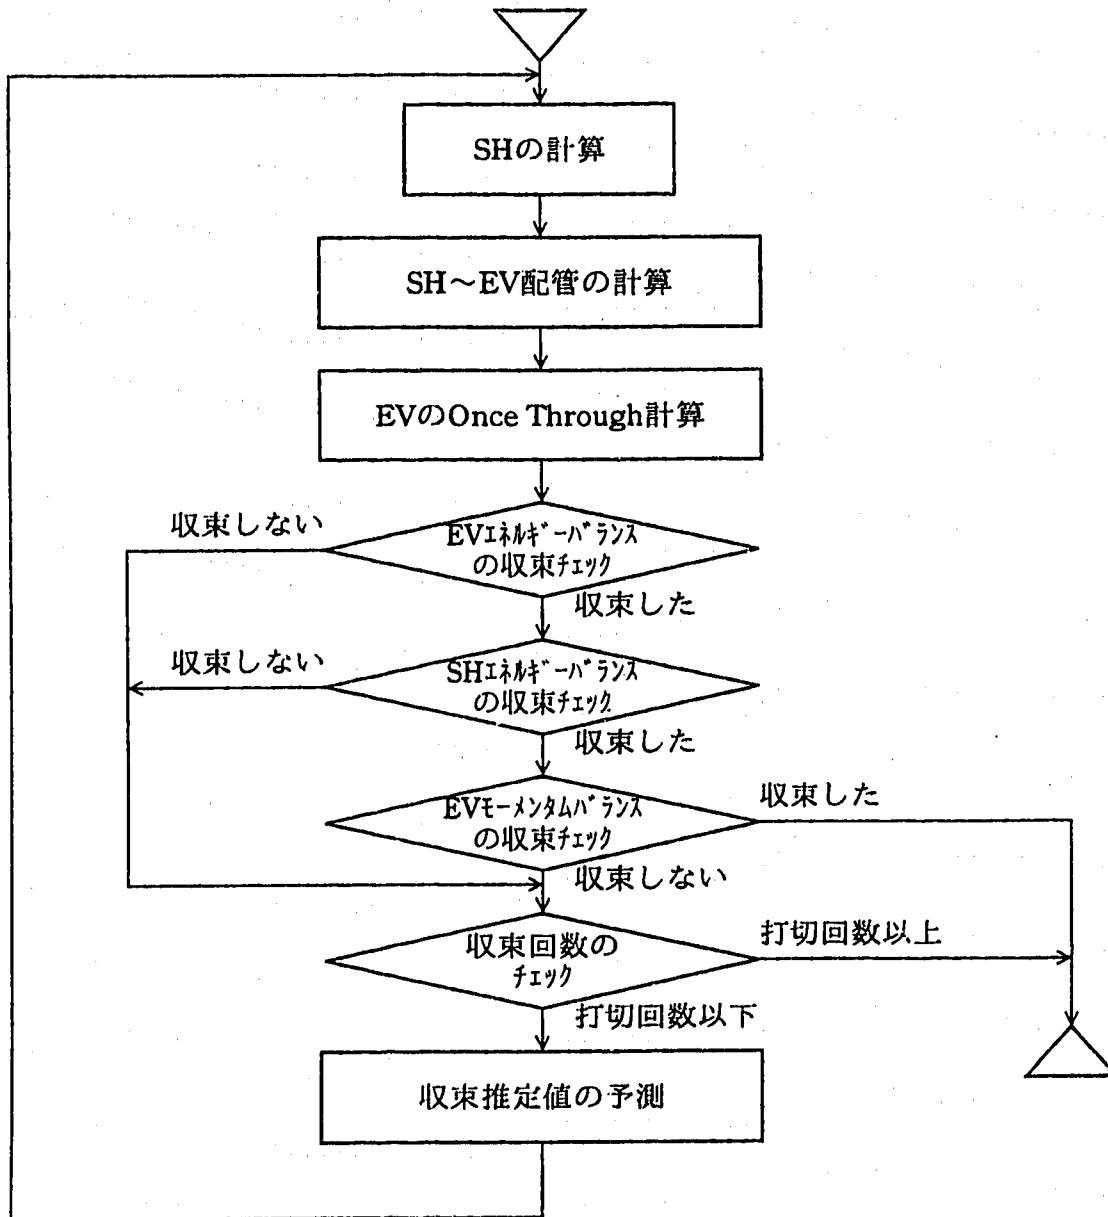 SHの計算
SH～EV配管の計算
EVのOnce Through計算
収束しない
EVｴﾈﾙｷﾞｰﾊﾞﾗﾝｽ
の収束ﾁｪｯｸ
収束した
収束しない
SHｴﾈﾙｷﾞｰﾊﾞﾗﾝｽ
の収束ﾁｪｯｸ
収束した
EVﾓｰﾒﾝﾀﾑﾊﾞﾗﾝｽ
の収束ﾁｪｯｸ
収束した
収束しない
収束回数の
ﾁｪｯｸ
打切回数以上
打切回数以下
収束推定値の予測